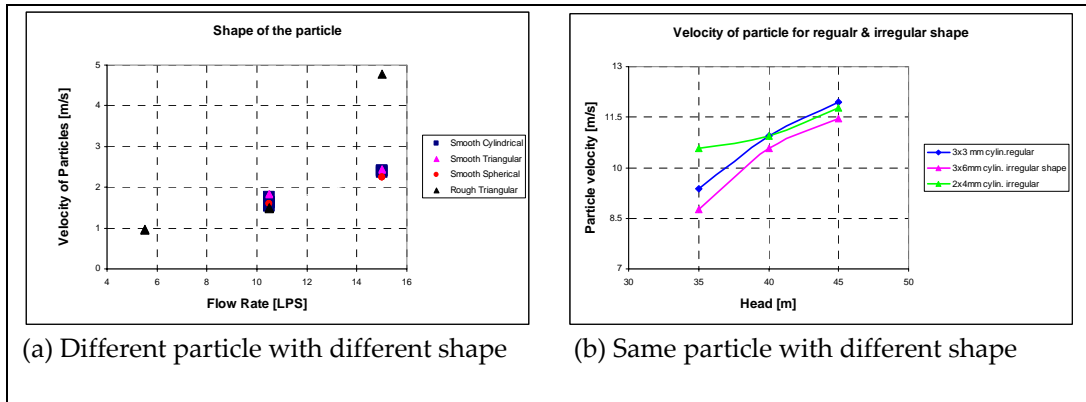 Shape of the particle
Velocity of Particles [m/s]
5
4
3
2
1
0
4
6
8
10
12
14
16
Flow Rate [LPS]
Smooth Cylindrical
Smooth Triangular
Smooth Spherical
Rough Triangular
(a) Different particle with different shape
Velocity of particle for regualr & irregular shape
Particle velocity [m/s]
13
11.5
10
8.5
7
30
35
40
45
50
Head [m]
3x3 mm cylin.regular
3x6mm cylin. irregular shape
2x4mm cylin. irregular
(b) Same particle with different shape